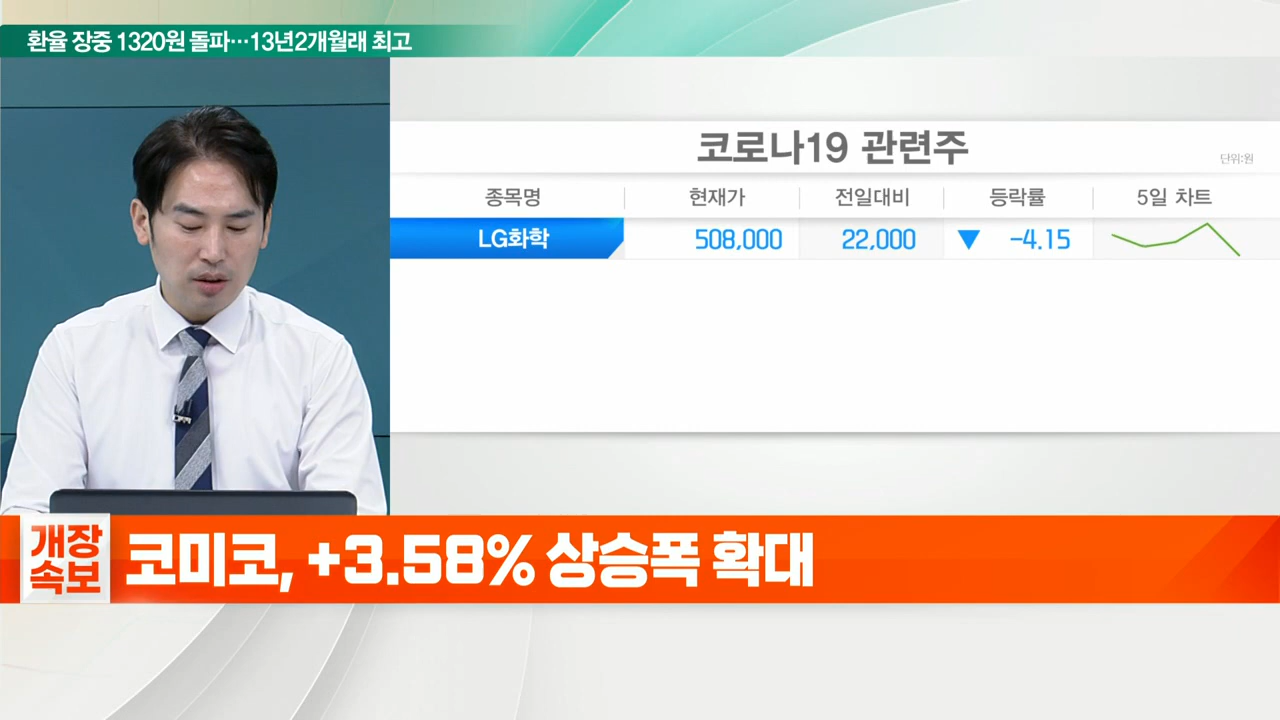 환율 장중 1320원 돌파…13년2개월래 최고
코로나19 관련주
단위:원
종목명 현재가 전일대비 등락률 5일 차트
LG화학 508,000 22,000 ▼ -4.15
개장
속보
코미코, +3.58% 상승폭 확대